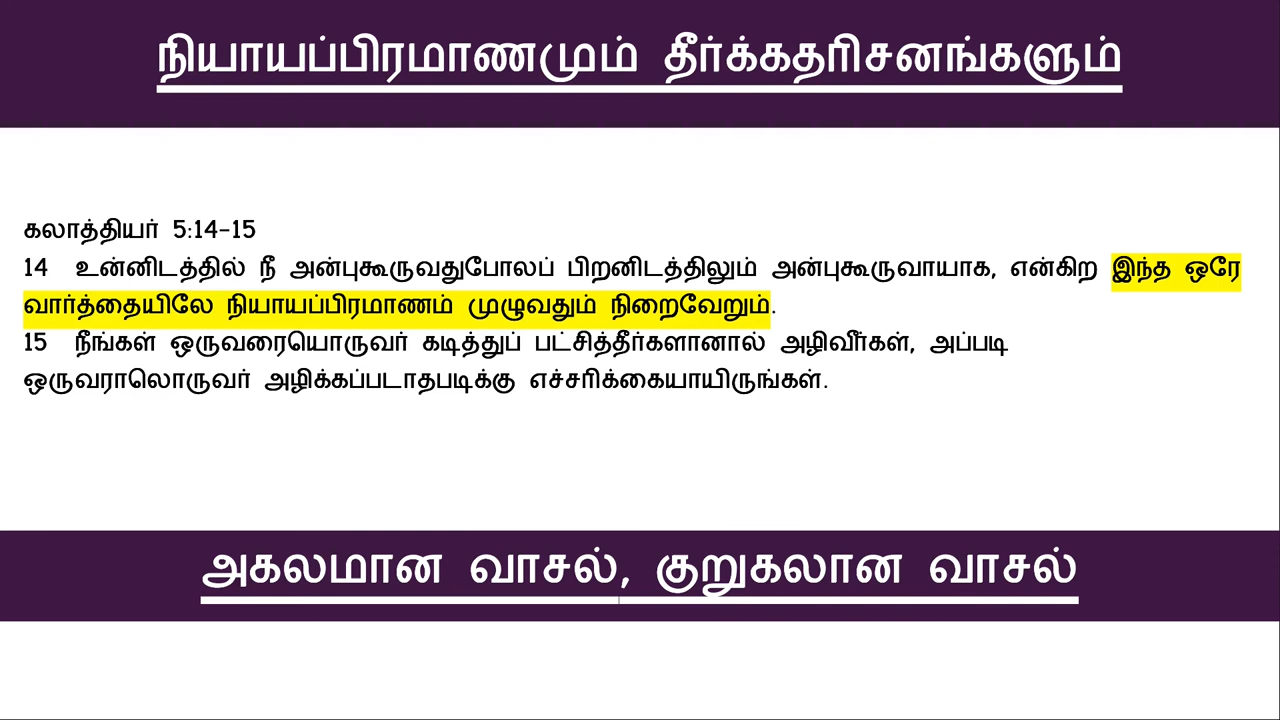 நியாயப்பிரமாணமும் தீர்க்கதரிசனங்களும்
கலாத்தியர் 5:14-15
14 உன்னிடத்தில் நீ அன்புகூருவதுபோலப் பிறனிடத்திலும் அன்புகூருவாயாக, என்கிற இந்த ஒரே
வார்த்தையிலே நியாயப்பிரமாணம் முழுவதும் நிறைவேறும்.
15 நீங்கள் ஒருவரையொருவர் கடித்துப் பட்சித்தீர்களானால் அழிவீர்கள், அப்படி
ஒருவராலொருவர் அழிக்கப்படாதபடிக்கு எச்சரிக்கையாயிருங்கள்.
அகலமான வாசல், குறுகலான வாசல்